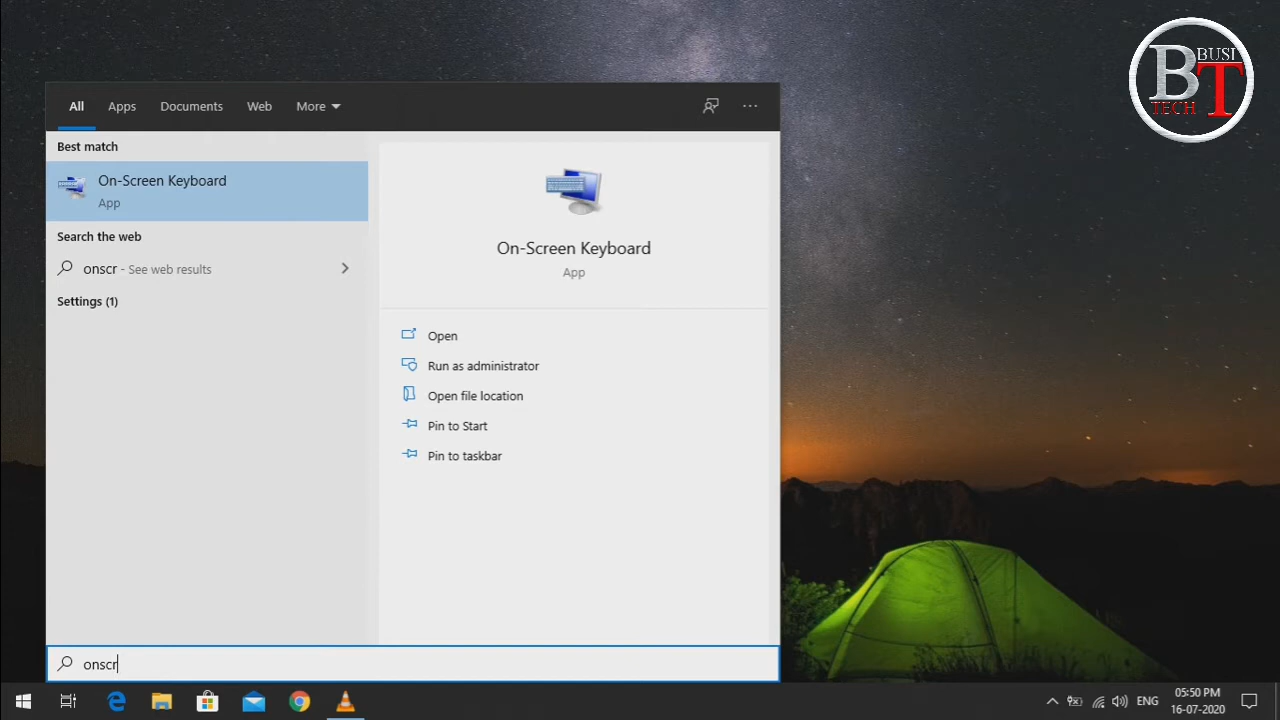 BUSI
B T
TECH
All Apps Documents Web More
Best match
On-Screen Keyboard
App
Search the web
onscr - See web results
Settings (1)
On-Screen Keyboard
App
Open
Run as administrator
Open file location
Pin to Start
Pin to taskbar
onscr
ENG
05:50 PM
16-07-2020